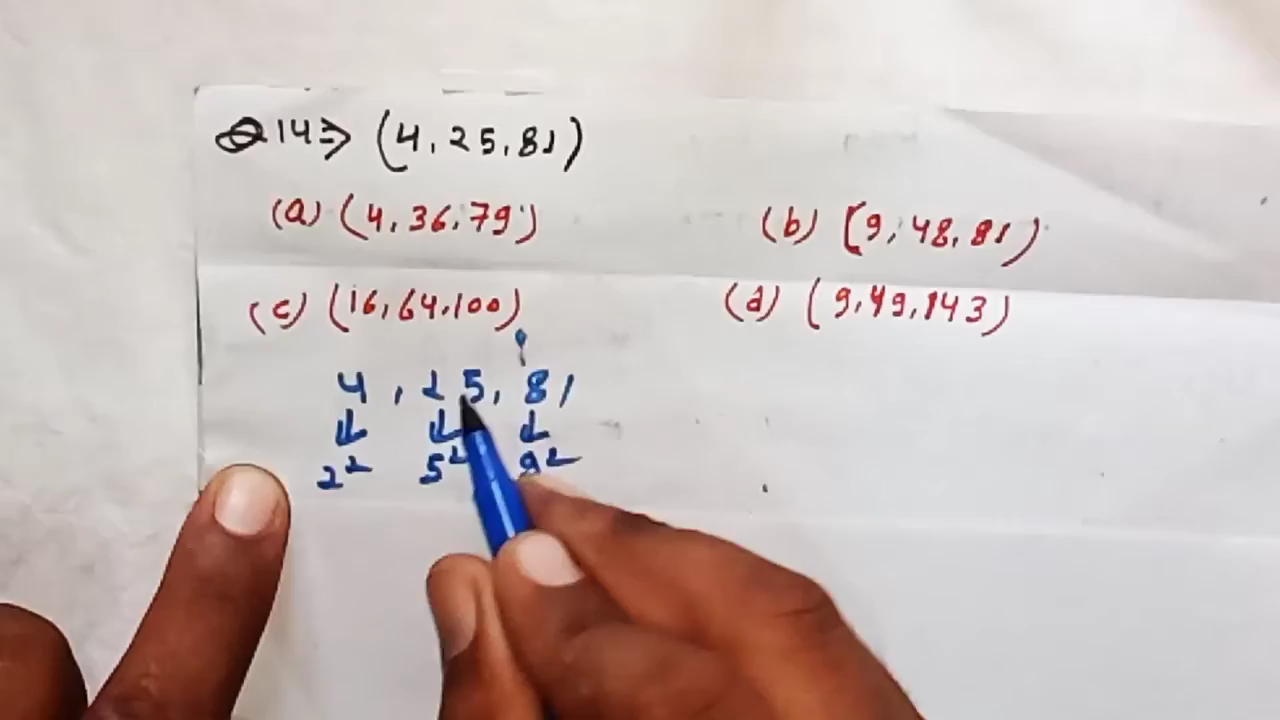 Q14⇒ (4, 25, 81)
(a) (4, 36, 79) (b) [9, 48, 81)
(c) (16, 64, 100) (d) (9, 49, 143)
4 , 25, 81
↓ ↓ ↓
2² 5² 9²